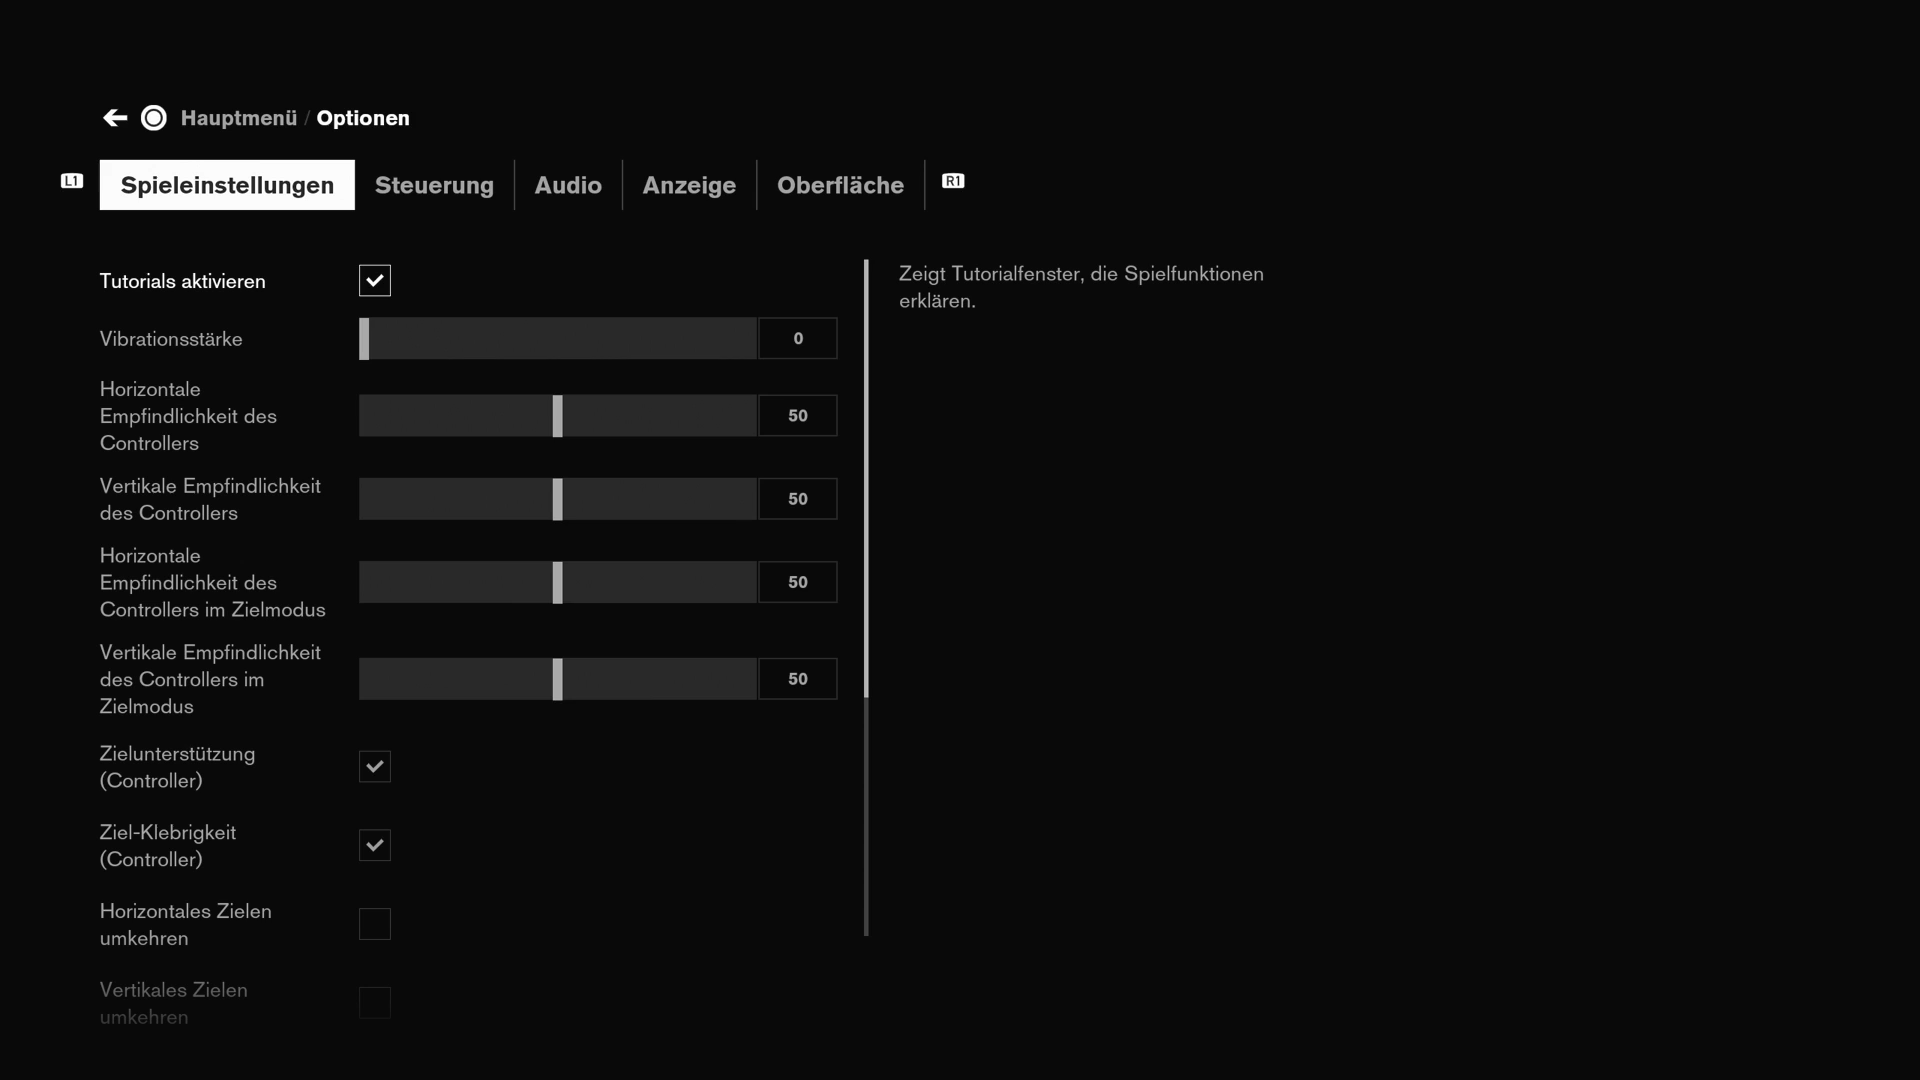 Hauptmenü / Optionen
L1 Spieleinstellungen Steuerung Audio Anzeige Oberfläche R1
Tutorials aktivieren
Zeigt Tutorialfenster, die Spielfunktionen
erklären.
Vibrationsstärke 0
Horizontale
Empfindlichkeit des
Controllers
50
Vertikale Empfindlichkeit
des Controllers
50
Horizontale
Empfindlichkeit des
Controllers im Zielmodus
50
Vertikale Empfindlichkeit
des Controllers im
Zielmodus
50
Zielunterstützung
(Controller)
Ziel-Klebrigkeit
(Controller)
Horizontales Zielen
umkehren
Vertikales Zielen
umkehren